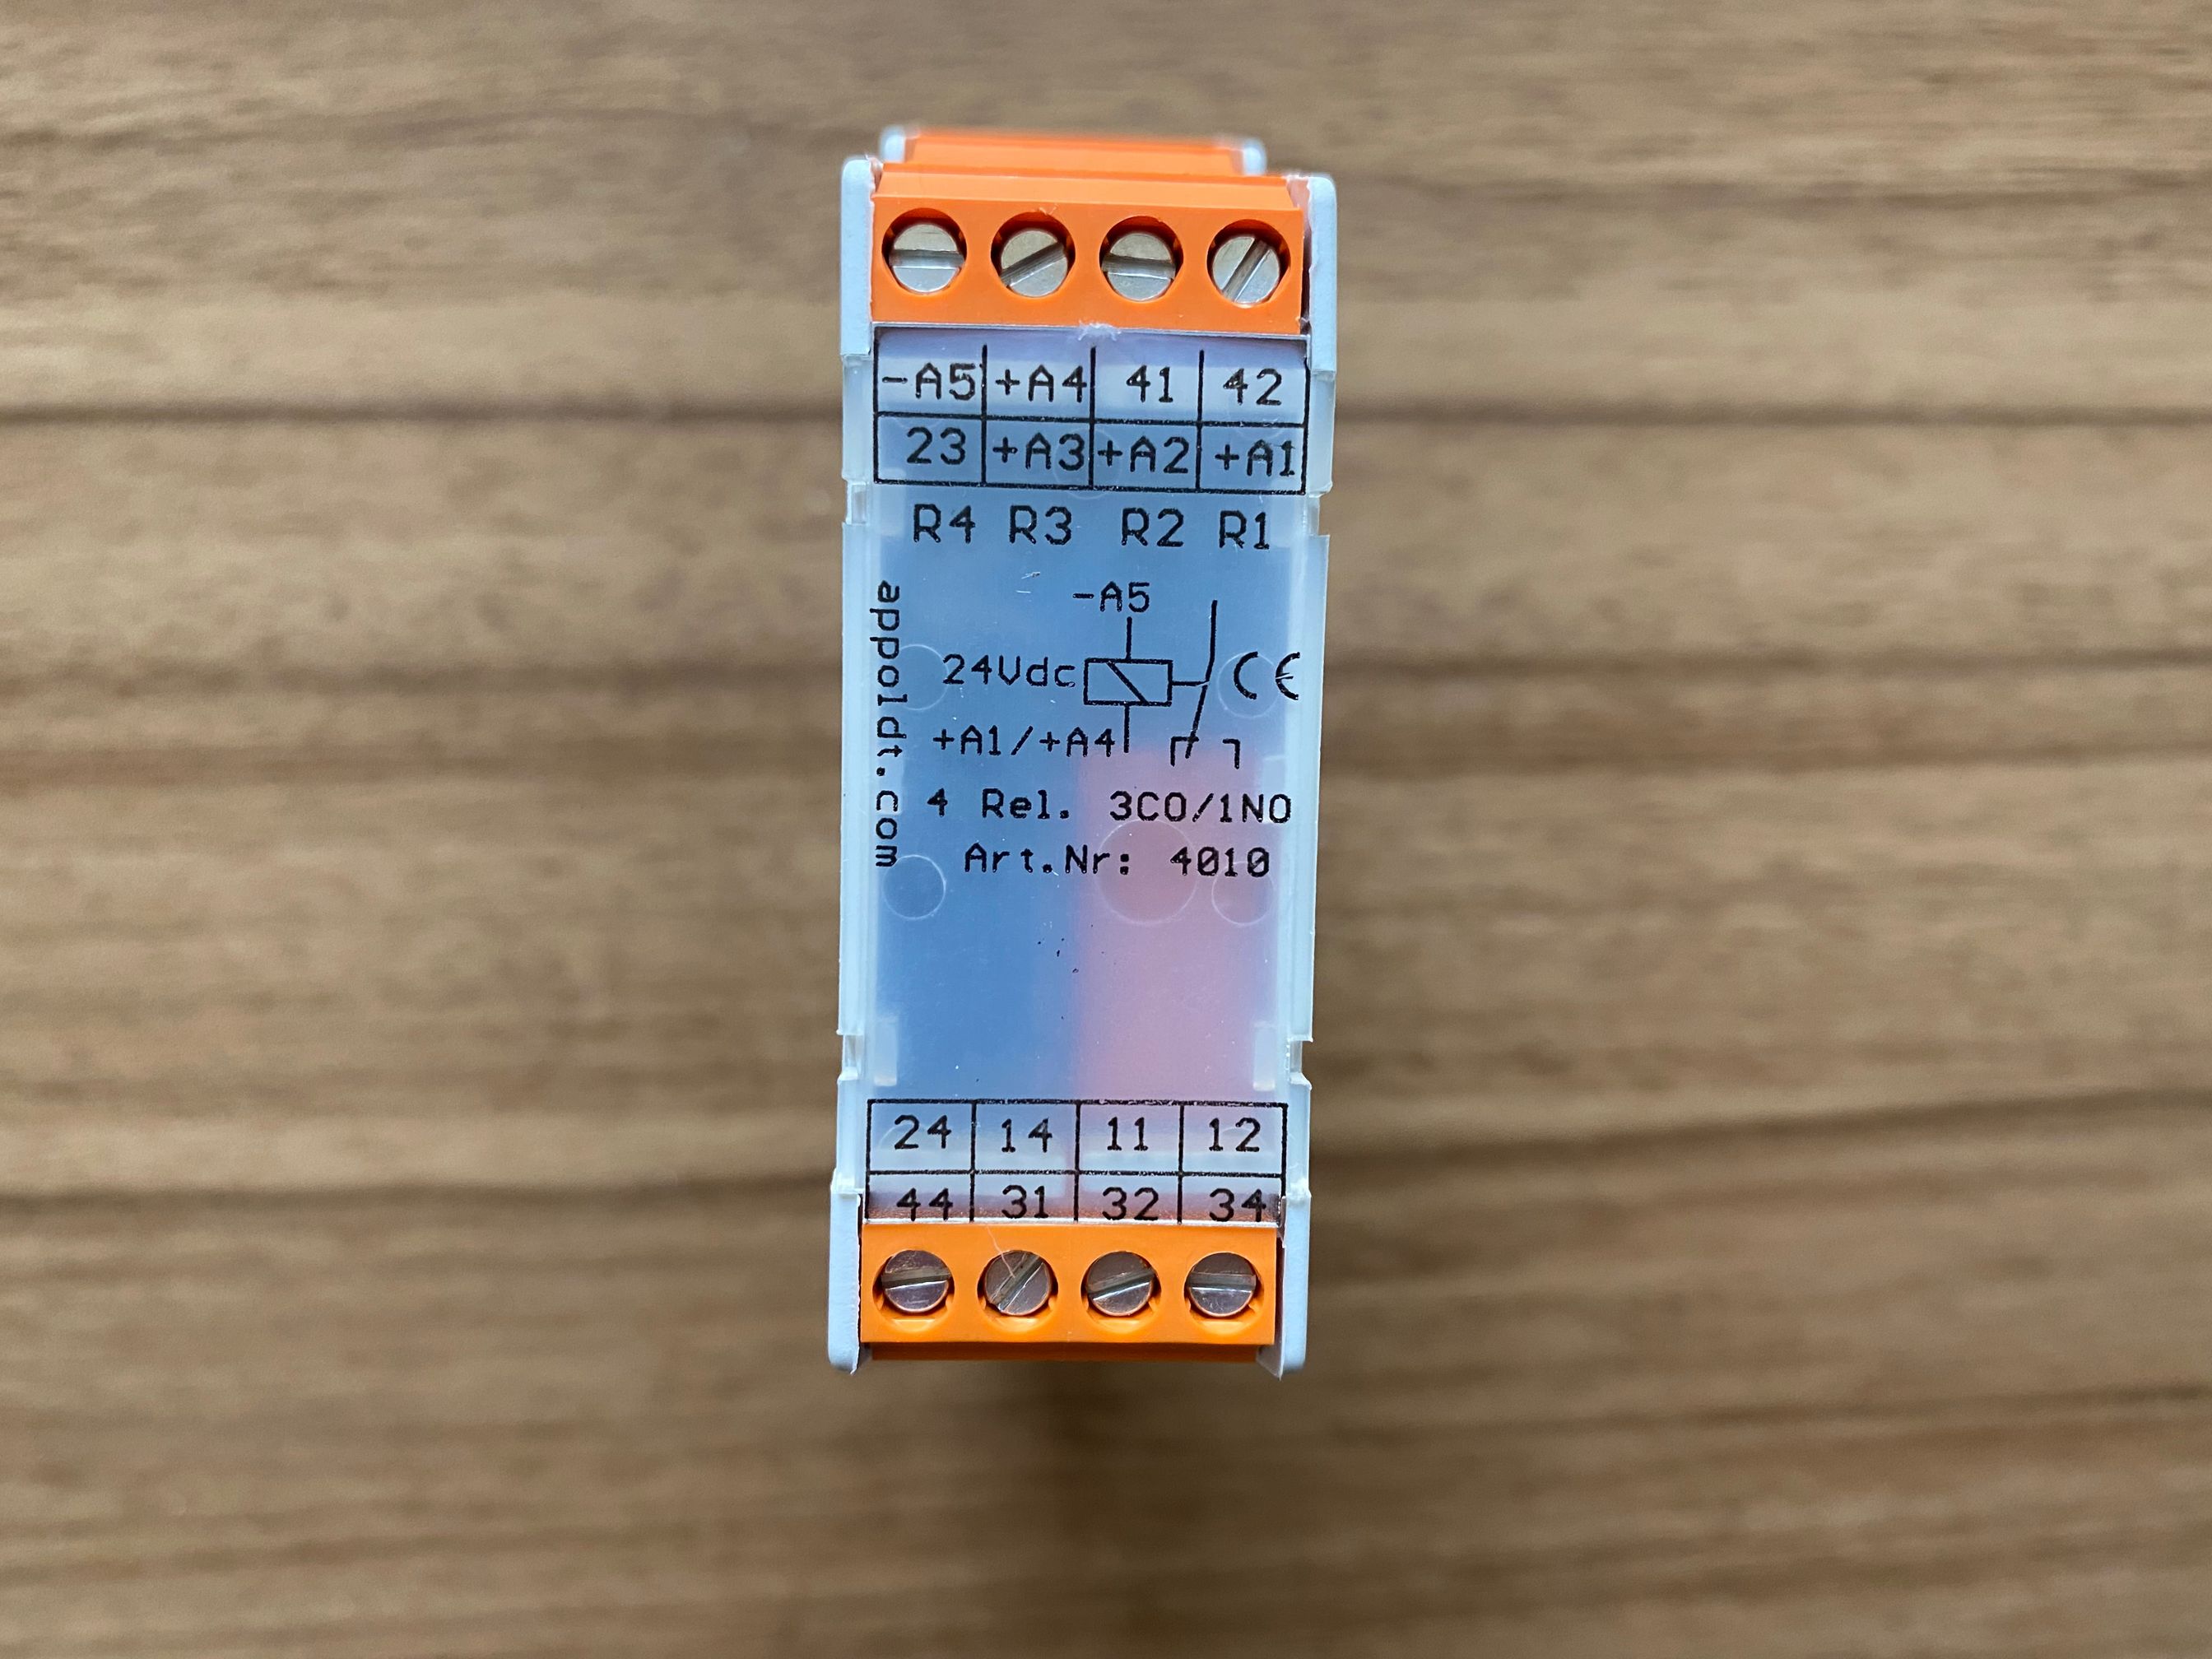 -A5 +A4 41 42
23 +A3 +A2 +A1
R4 R3 R2 R1
appoldt.com
-A5
24Vdc CE
+A1/+A4
4 Rel. 3CO/1NO
Art.Nr: 4010
24 14 11 12
44 31 32 34